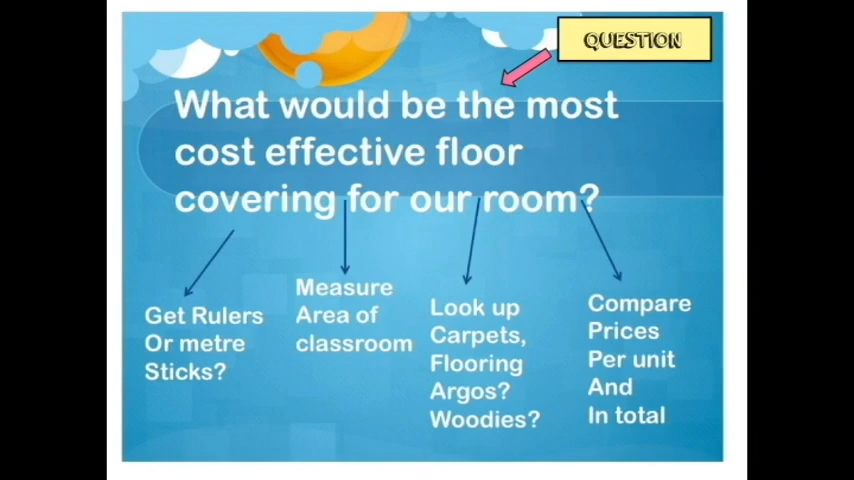 QUESTION
What would be the most
cost effective floor
covering for our room?
Get Rulers
Or metre
Sticks?
Measure
Area of
classroom
Look up
Carpets,
Flooring
Argos?
Woodies?
Compare
Prices
Per unit
And
In total